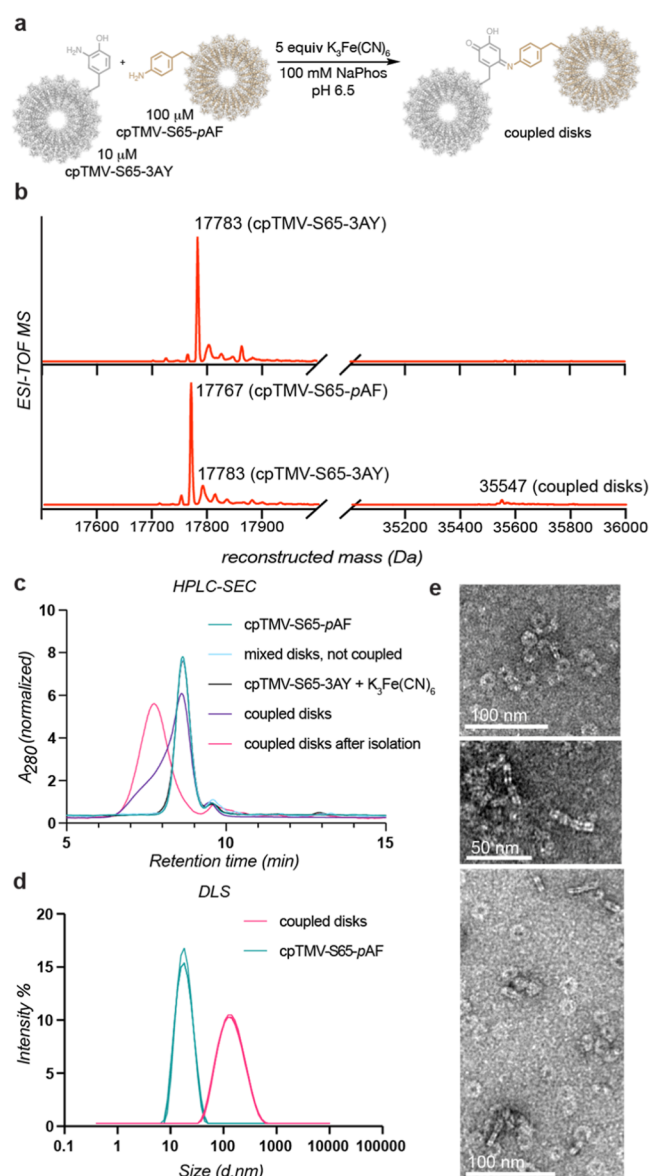 a
HO
OH
H₂N
H₂N
+
5 equiv K₃Fe(CN)₆
100 mM NaPhos
pH 6.5
O
OH
N
100 μM
cpTMV-S65-pAF
10 μM
cpTMV-S65-3AY
coupled disks
b
ESI-TOF MS
17783 (cpTMV-S65-3AY)
17767 (cpTMV-S65-pAF)
17783 (cpTMV-S65-3AY)
35547 (coupled disks)
17600 17700 17800 17900 35200 35400 35600 35800 36000
reconstructed mass (Da)
c
HPLC-SEC
A280 (normalized)
10
8
6
4
2
0
cpTMV-S65-pAF
mixed disks, not coupled
cpTMV-S65-3AY + K₃Fe(CN)₆
coupled disks
coupled disks after isolation
5 10 15
Retention time (min)
d
DLS
Intensity %
20
15
10
5
0
coupled disks
cpTMV-S65-pAF
0.1 1 10 100 1000 10000 100000
Size (d.nm)
e
100 nm
50 nm
100 nm